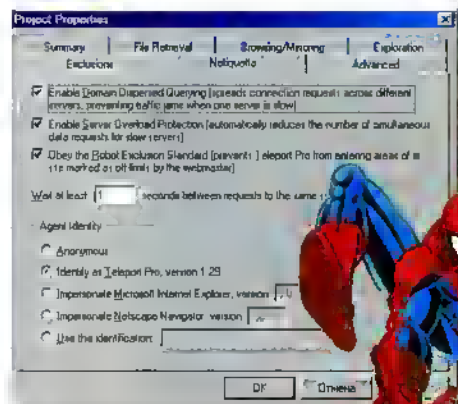 Project Properties
Summary File Retrieval Browsing/Mirroring Exploration
Exclusions Netiquette Advanced
Enable Domain Dispersed Querying (spreads connection requests across different
servers, preventing traffic jams when one server is slow)
Enable Server Overload Protection (automatically reduces the number of simultaneous
data requests for slow servers)
Obey the Robot Exclusion Standard (prevents Teleport Pro from entering areas of a
site marked as off-limits by the webmaster)
Wait at least 1 seconds between requests to the same
Agent Identity
Anonymous
Identify as Teleport Pro, version 1.29
Impersonate Microsoft Internet Explorer, version
Impersonate Netscape Navigator version
Use this identification:
OK Отмена